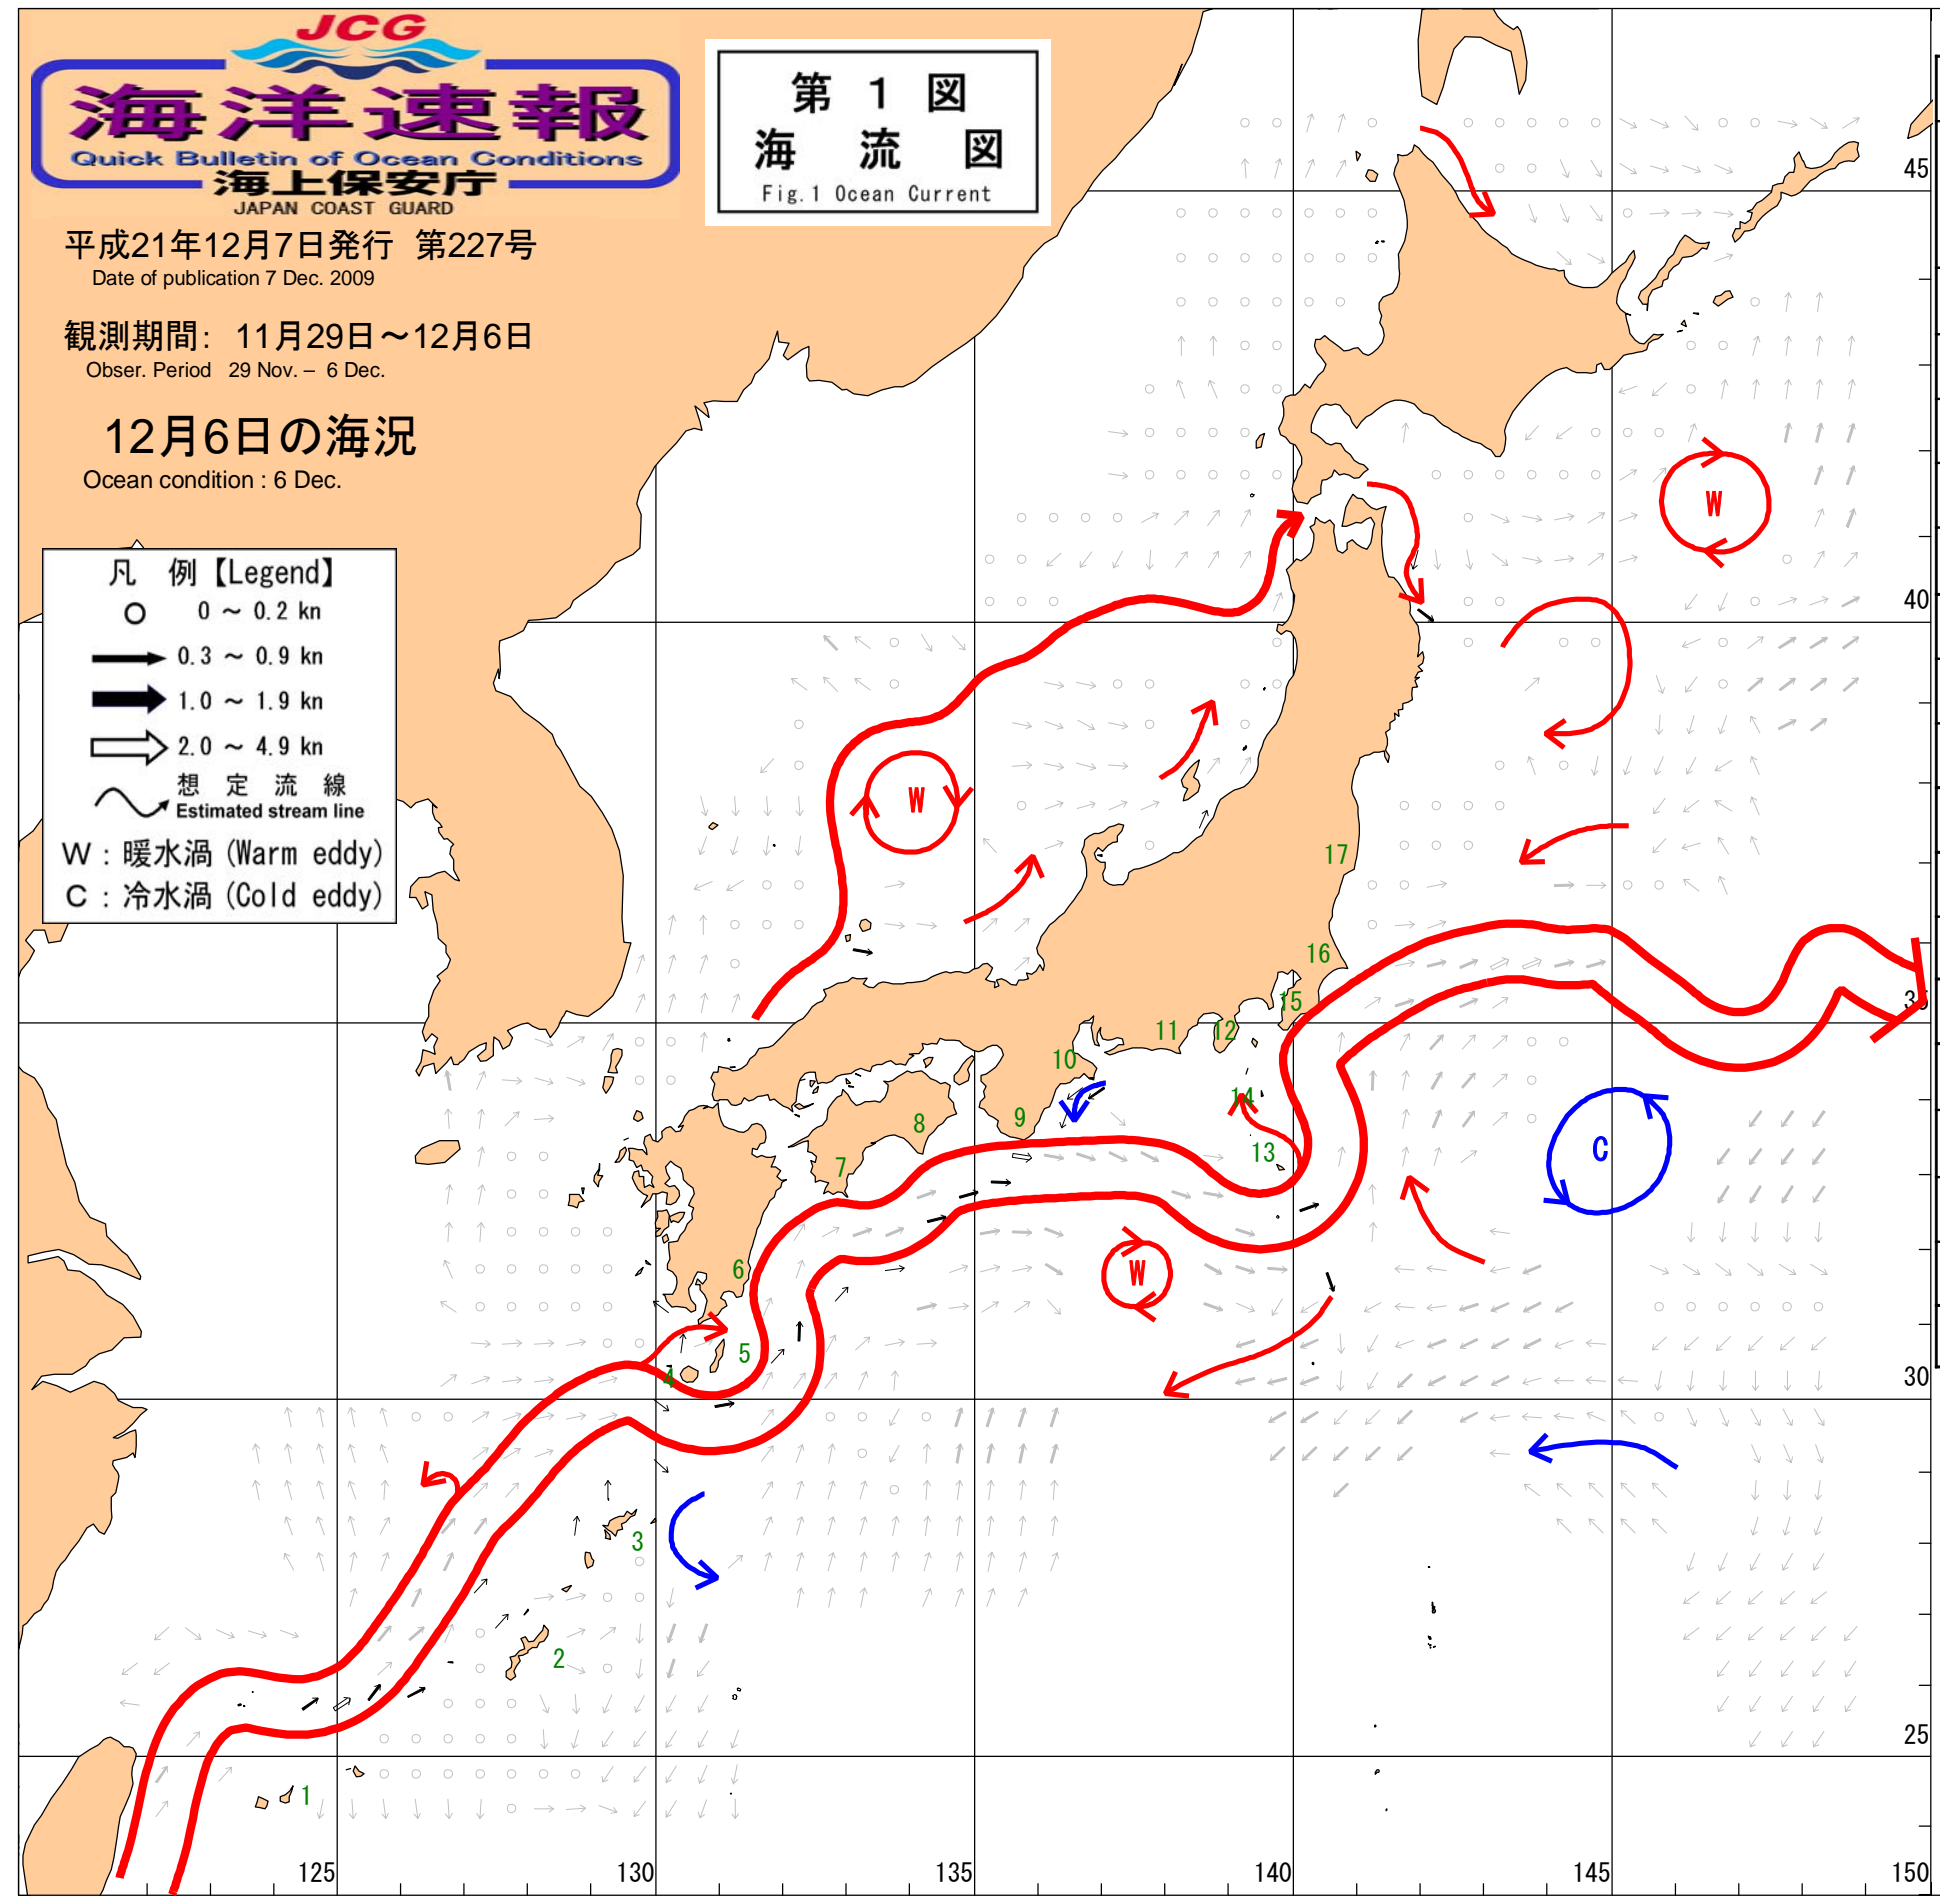 JCG
海洋速報
Quick Bulletin of Ocean Conditions
海上保安庁
JAPAN COAST GUARD
第 1 図
海 流 図
Fig.1 Ocean Current
平成21年12月7日発行 第227号
Date of publication 7 Dec. 2009
観測期間: 11月29日～12月6日
Obser. Period 29 Nov. – 6 Dec.
12月6日の海況
Ocean condition : 6 Dec.
凡 例【Legend】
0 ～ 0.2 kn
0.3 ～ 0.9 kn
1.0 ～ 1.9 kn
2.0 ～ 4.9 kn
想 定 流 線
Estimated stream line
W : 暖水渦 (Warm eddy)
C : 冷水渦 (Cold eddy)
45
W
40
W
17
16
15
35
11
12
10
14
9
8
13
C
7
6
W
5
4
30
3
2
25
1
125
130
135
140
145
150